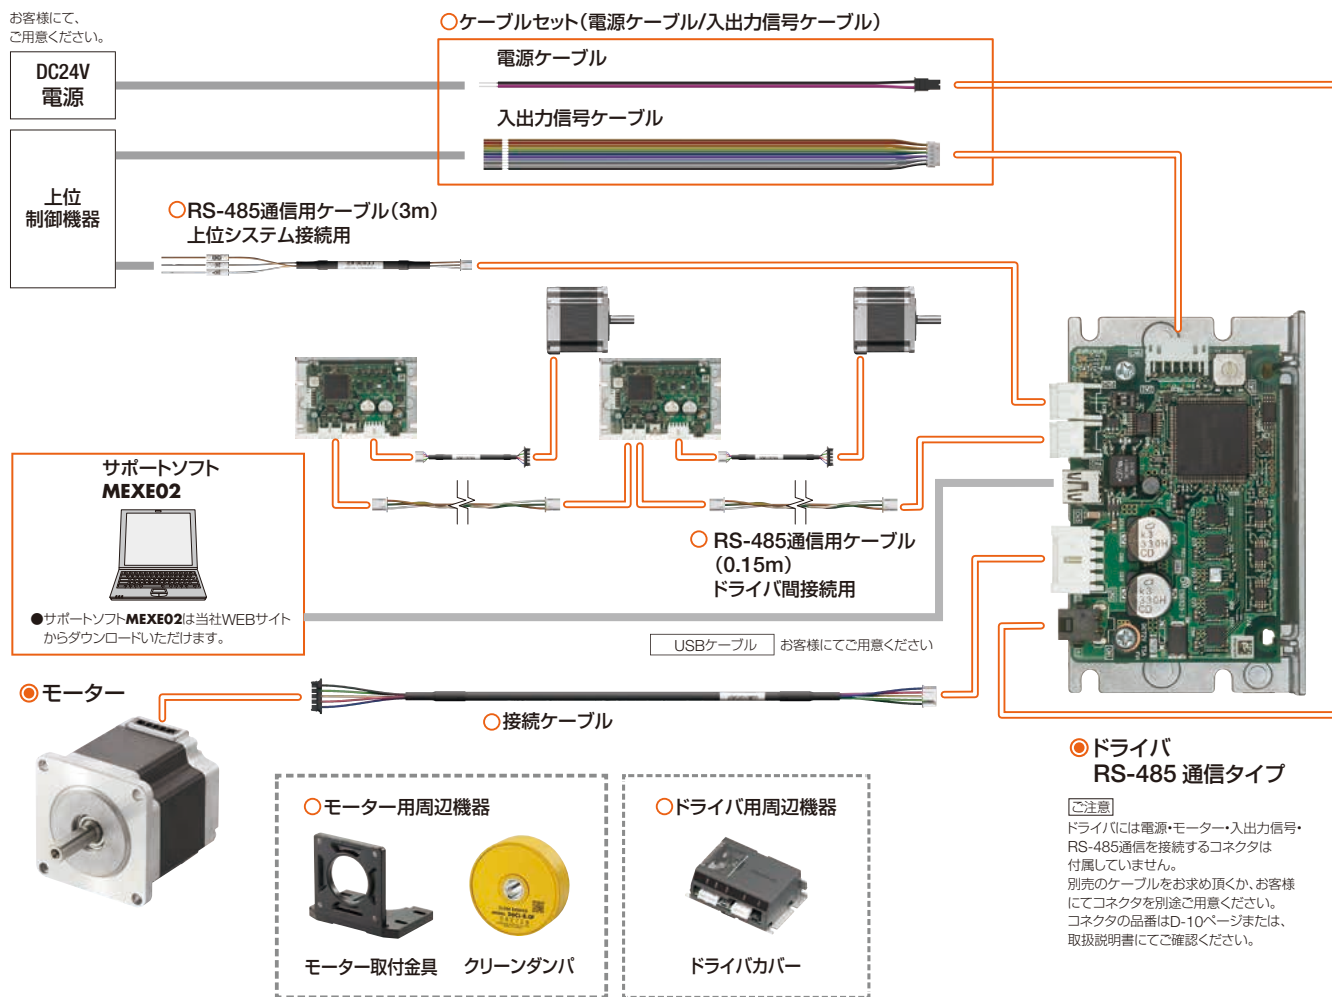 お客様にて、
ご用意ください。
DC24V
電源
上位
制御機器
○ケーブルセット（電源ケーブル/入出力信号ケーブル）
電源ケーブル
入出力信号ケーブル
○RS-485通信用ケーブル（3m）
上位システム接続用
サポートソフト
MEXE02
●サポートソフトMEXE02は当社WEBサイト
からダウンロードいただけます。
○RS-485通信用ケーブル
（0.15m）
ドライバ間接続用
USBケーブル お客様にてご用意ください
◉モーター
○接続ケーブル
◉ドライバ
RS-485 通信タイプ
ご注意
ドライバには電源・モーター・入出力信号・
RS-485通信を接続するコネクタは
付属していません。
別売のケーブルをお求め頂くか、お客様
にてコネクタを別途ご用意ください。
コネクタの品番はD-10ページまたは、
取扱説明書にてご確認ください。
○モーター用周辺機器
モーター取付金具
クリーンダンパ
○ドライバ用周辺機器
ドライバカバー